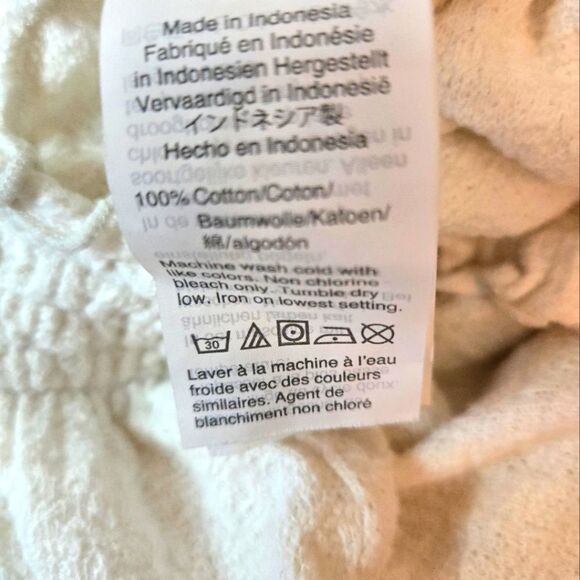 Made in Indonesia
Fabriqué en Indonésie
in Indonesien Hergestellt
Vervaardigd in Indonesië
インドネシア製
Hecho en Indonesia
100% Cotton/Coton/
Baumwolle/Katoen/
綿/algodón
Machine wash cold with
like colors. Non chlorine
bleach only. Tumble dry
low. Iron on lowest setting.
30
Laver à la machine à l'eau
froide avec des couleurs
similaires. Agent de
blanchiment non chloré